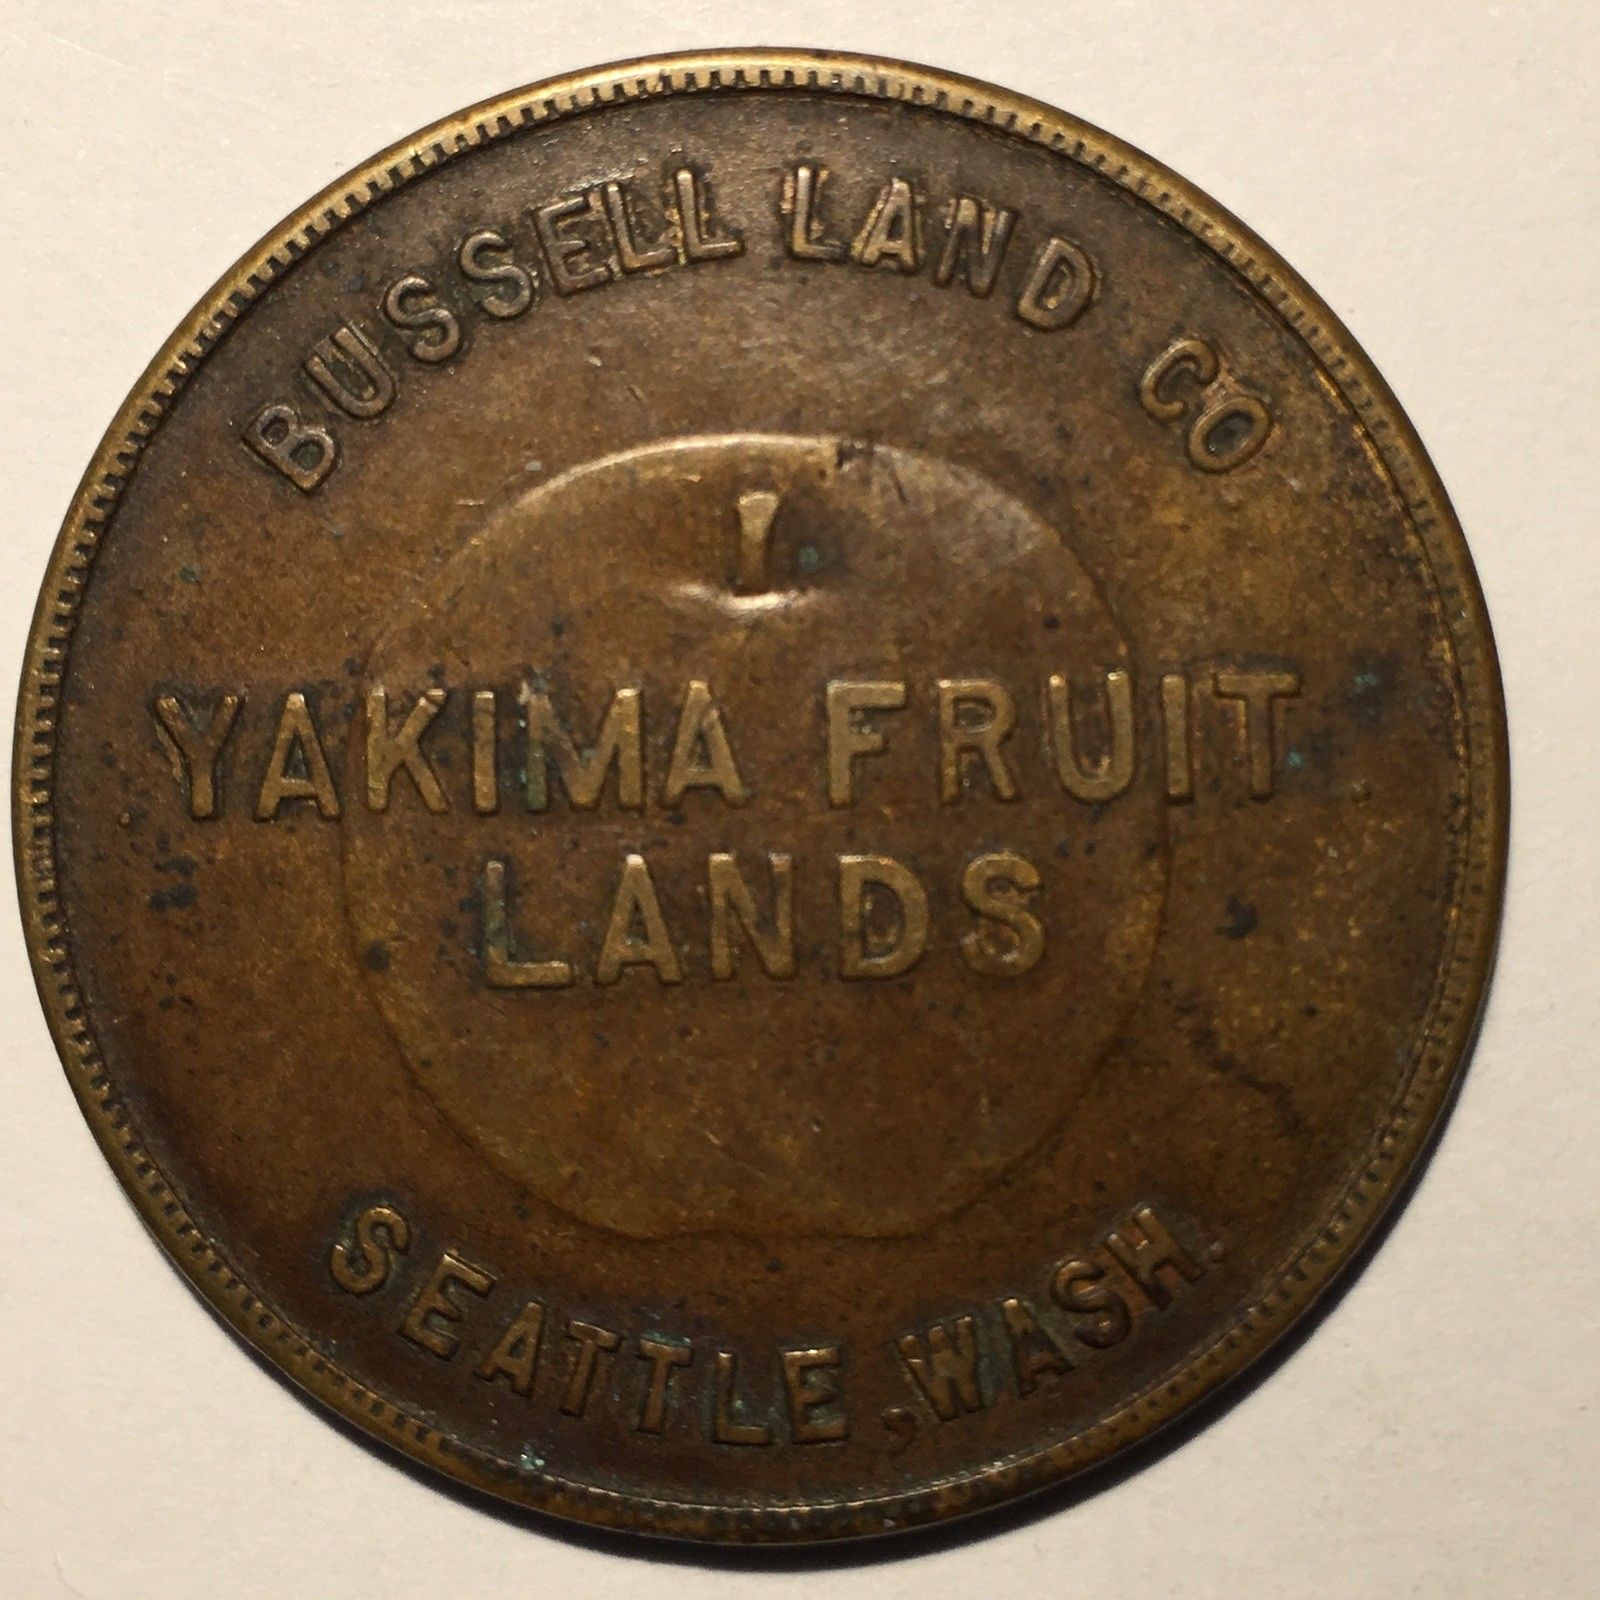 BUSSELL LAND CO.
YAKIMA FRUIT
LANDS
SEATTLE, WASH.